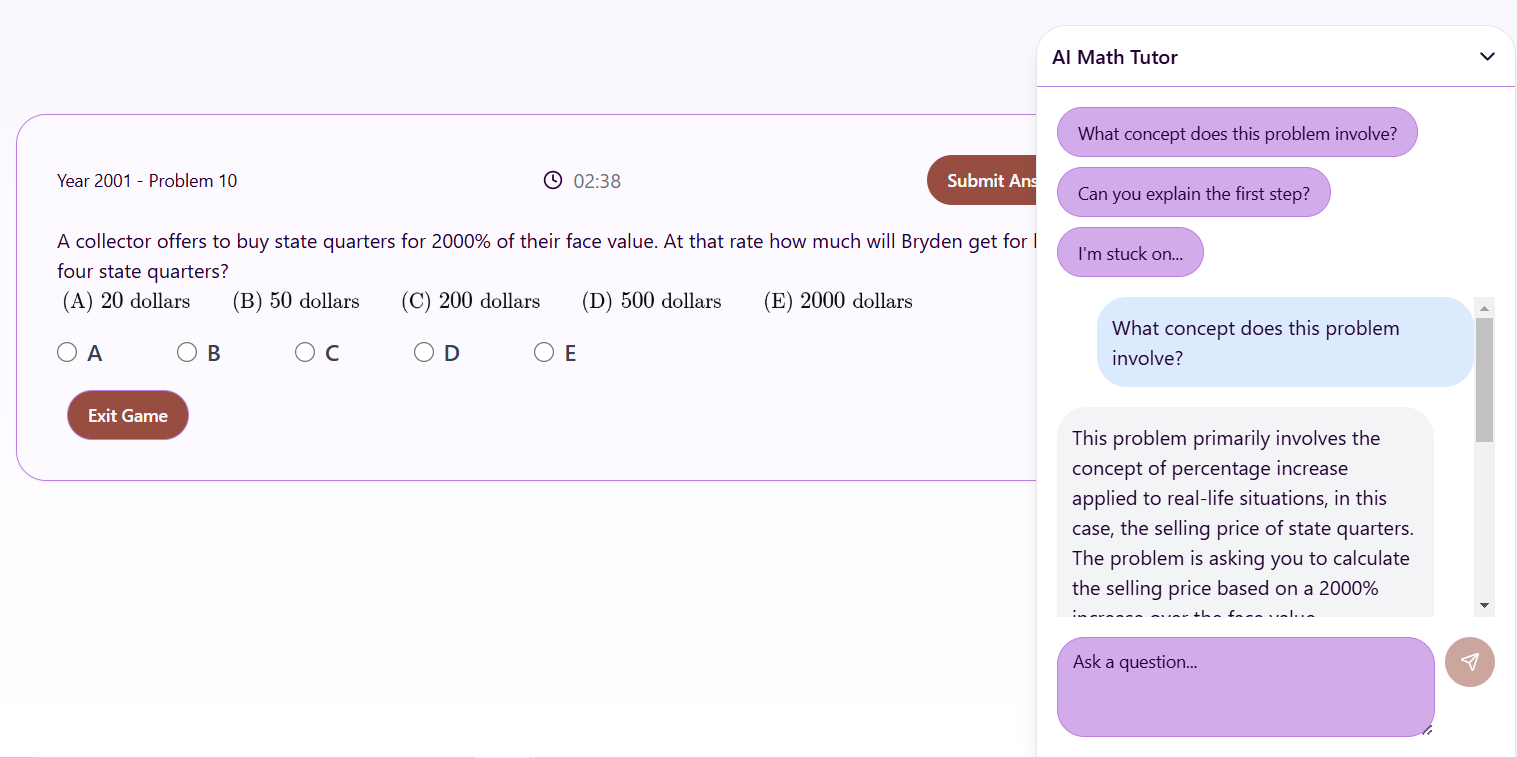 Year 2001 - Problem 10
02:38
Submit Ans
A collector offers to buy state quarters for 2000% of their face value. At that rate how much will Bryden get for
four state quarters?
(A) 20 dollars (B) 50 dollars (C) 200 dollars (D) 500 dollars (E) 2000 dollars
A B C D E
Exit Game
AI Math Tutor
What concept does this problem involve?
Can you explain the first step?
I'm stuck on...
What concept does this problem
involve?
This problem primarily involves the
concept of percentage increase
applied to real-life situations, in this
case, the selling price of state quarters.
The problem is asking you to calculate
the selling price based on a 2000%
increase over the face value
Ask a question...